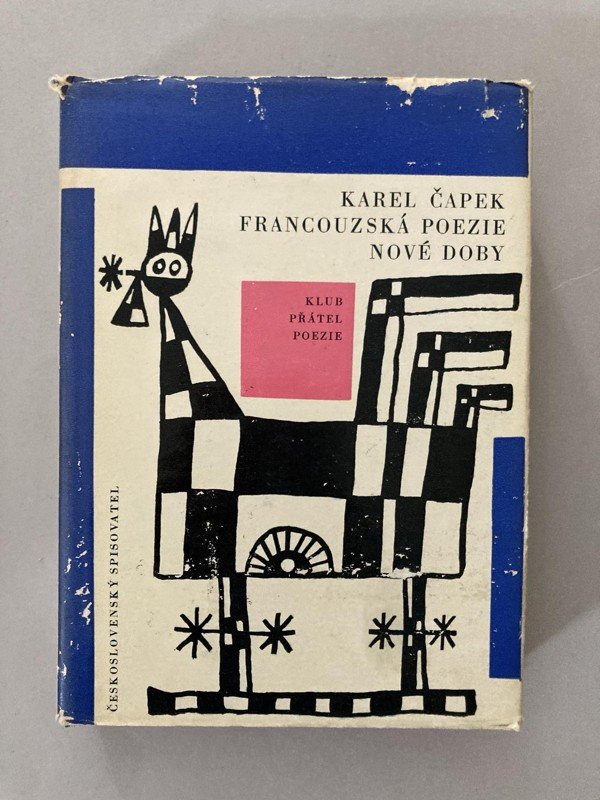 KAREL ČAPEK
FRANCOUZSKÁ POEZIE
NOVÉ DOBY
KLUB
PŘÁTEL
POEZIE
ČESKOSLOVENSKÝ SPISOVATEL